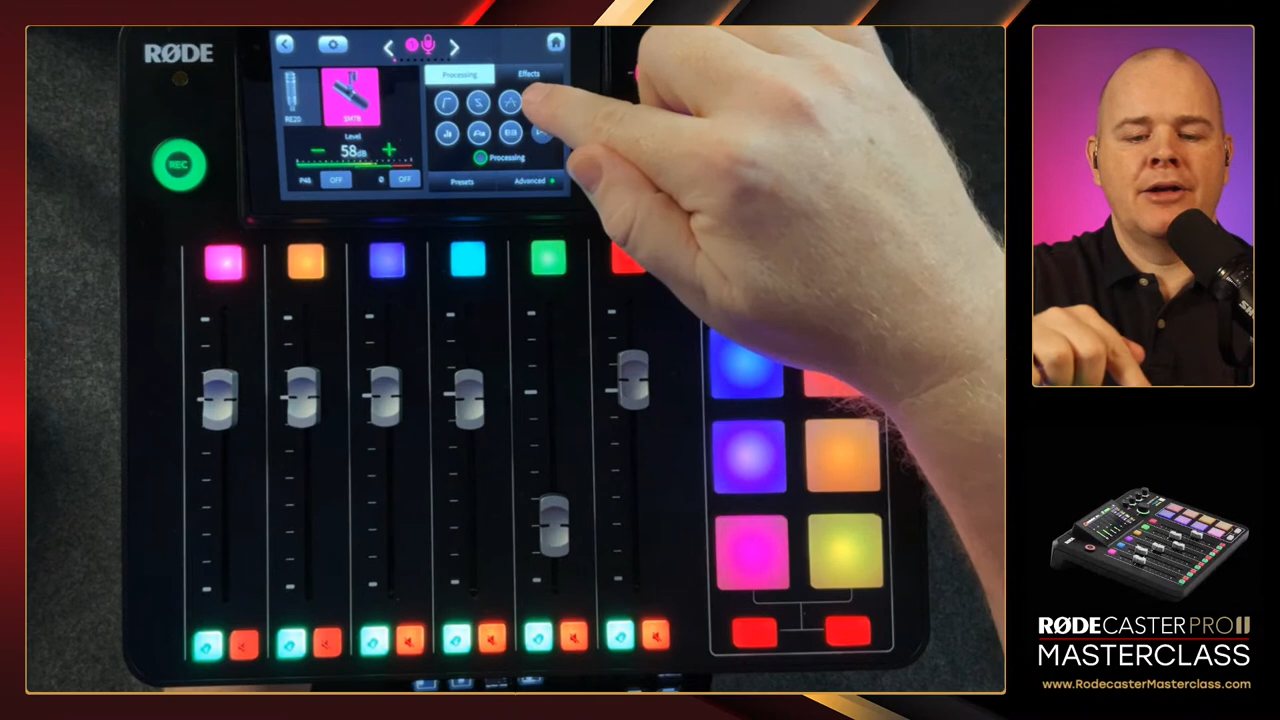 RØDE
REC
Processing
Effects
RE20
SM7B
Level
58dB
Processing
P48
OFF
Ø
OFF
Presets
Advanced
RØDECASTER PRO II
MASTERCLASS
www.RodecasterMasterclass.com